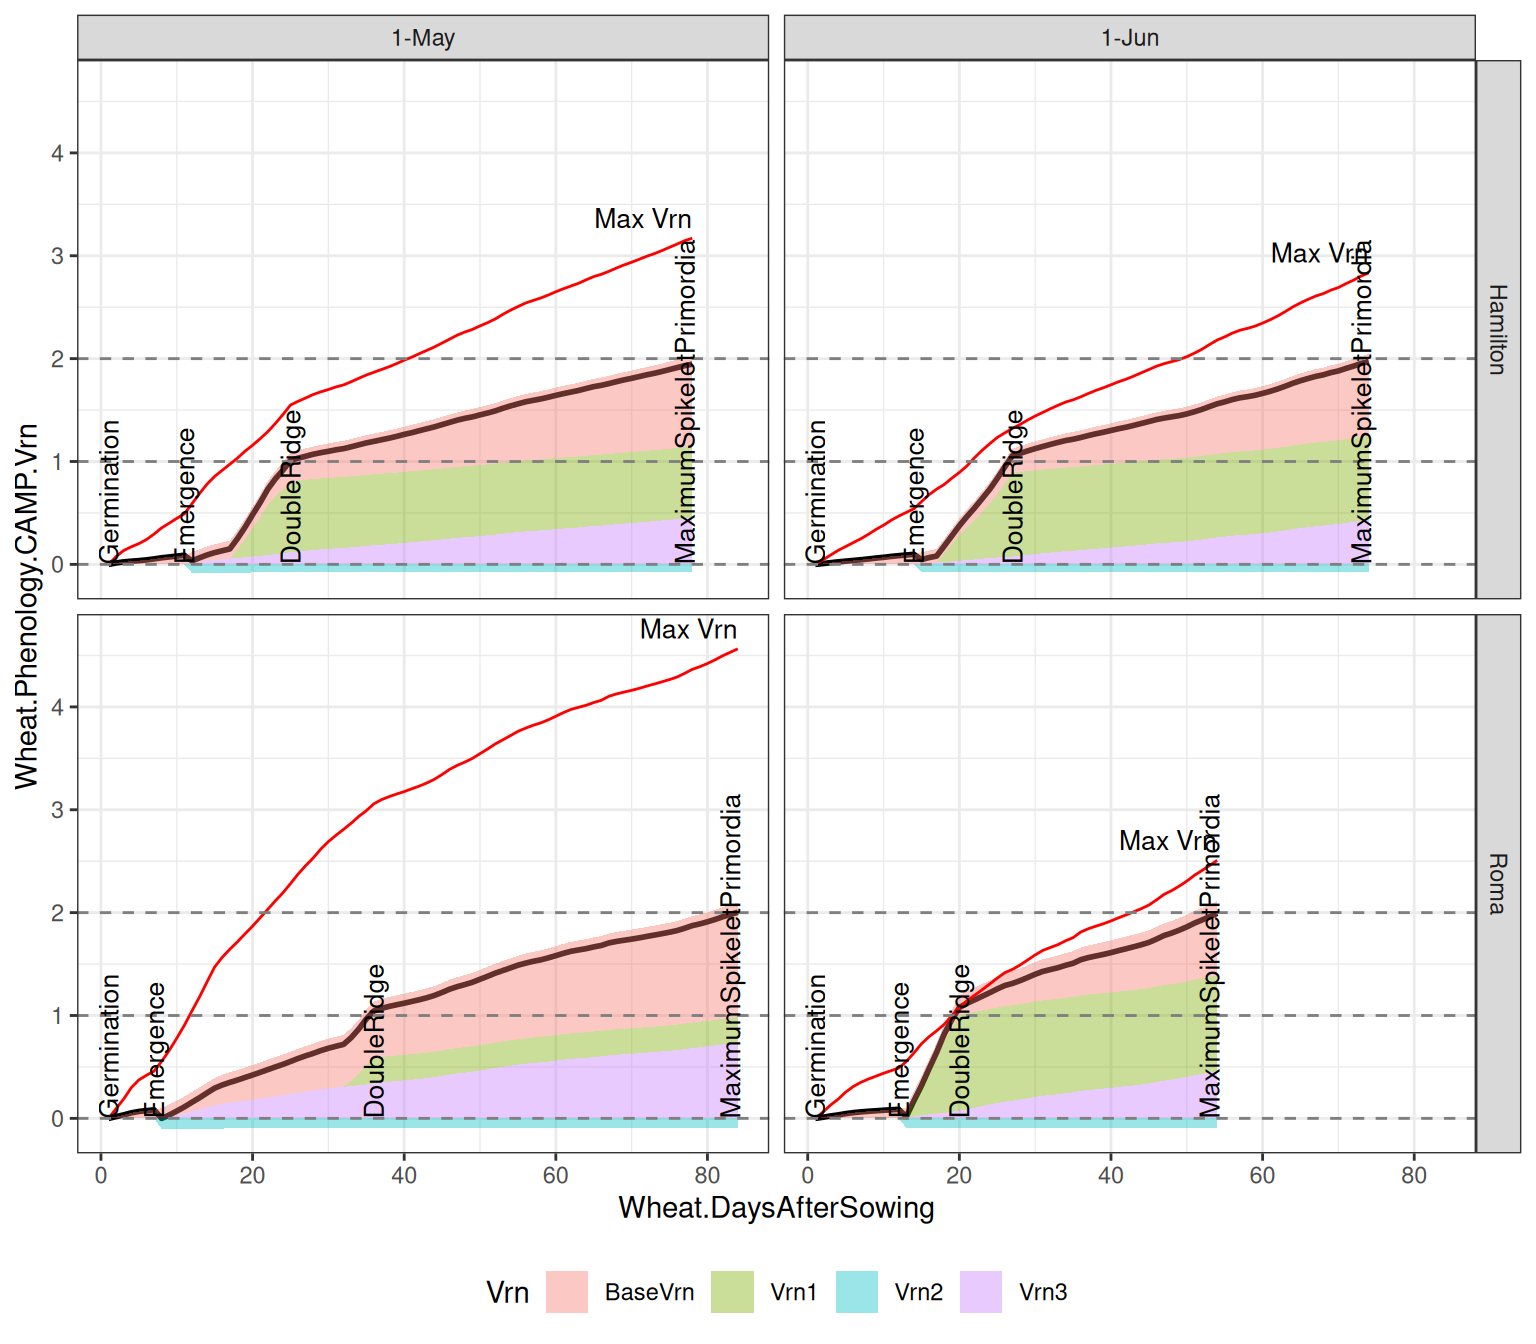 1-May
1-Jun
Wheat.Phenology.CAMP.Vrn
Hamilton
4
3
2
1
0
Max Vrn
Germination
Emergence
DoubleRidge
MaximumSpikeletPrimordia
Max Vrn
Germination
Emergence
DoubleRidge
MaximumSpikeletPrimordia
Roma
4
3
2
1
0
Max Vrn
Germination
Emergence
DoubleRidge
MaximumSpikeletPrimordia
Max Vrn
Germination
Emergence
DoubleRidge
MaximumSpikeletPrimordia
0 20 40 60 80
0 20 40 60 80
Wheat.DaysAfterSowing
Vrn BaseVrn Vrn1 Vrn2 Vrn3